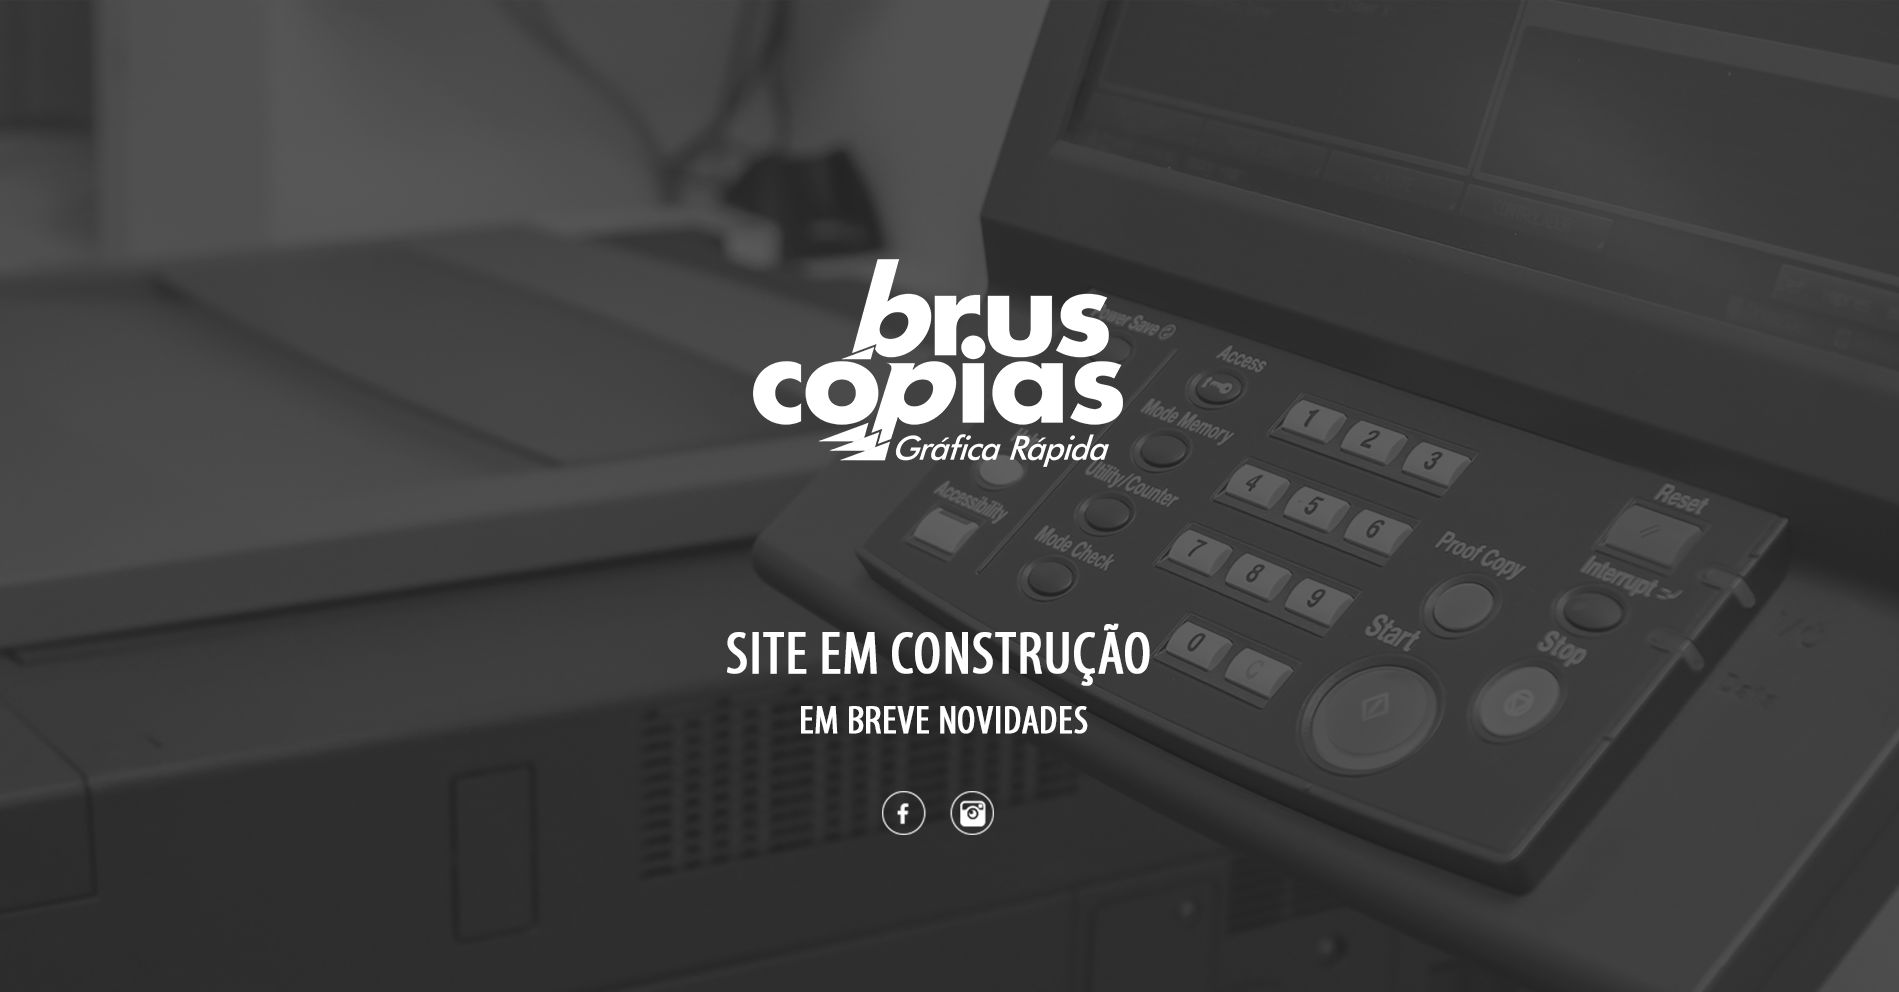 brus
copias
Gráfica Rápida
Power Save
Access
Mode Memory
Utility/Counter
Mode Check
Accessibility
1 2 3
4 5 6
7 8 9
0 C
Reset
Proof Copy
Interrupt
Start
Stop
SITE EM CONSTRUÇÃO
EM BREVE NOVIDADES